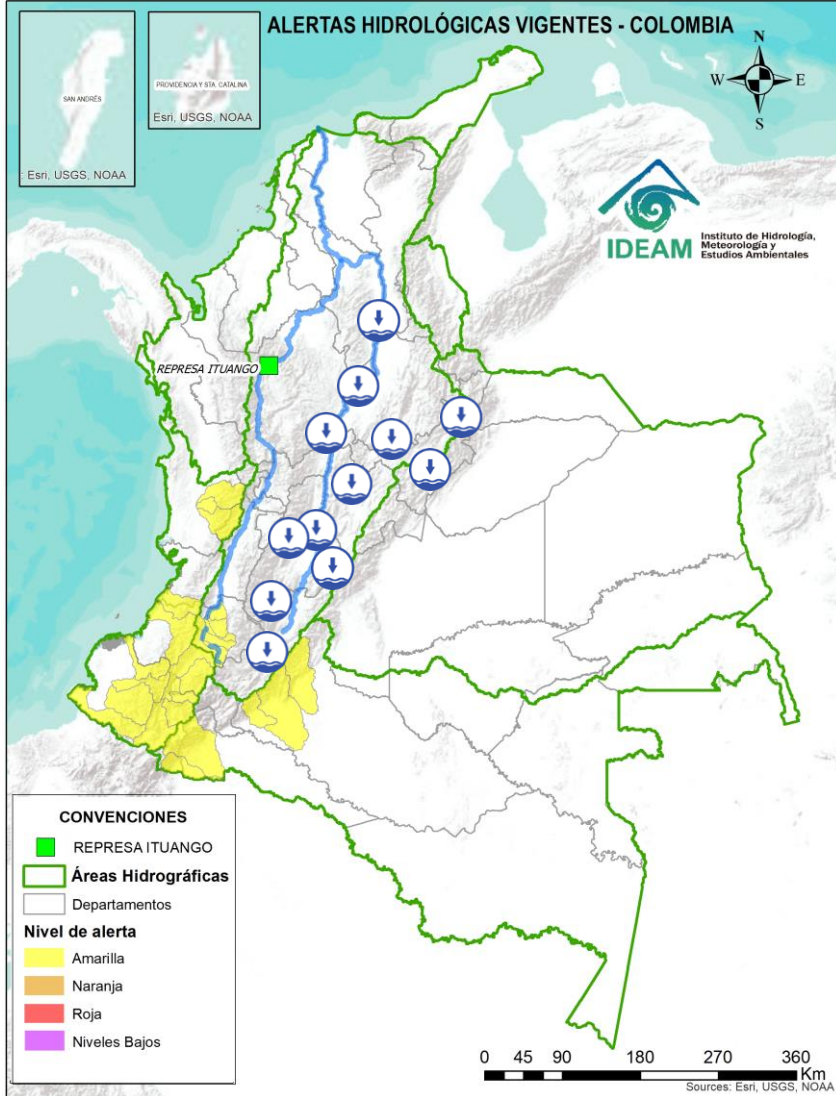 ALERTAS HIDROLÓGICAS VIGENTES - COLOMBIA
SAN ANDRÉS
Esri, USGS, NOAA
PROVIDENCIA Y STA. CATALINA
Esri, USGS, NOAA
N
W E
S
IDEAM
Instituto de Hidrología,
Meteorología y
Estudios Ambientales
REPRESA ITUANGO
CONVENCIONES
REPRESA ITUANGO
Áreas Hidrográficas
Departamentos
Nivel de alerta
Amarilla
Naranja
Roja
Niveles Bajos
0 45 90 180 270 360
Km
Sources: Esri, USGS, NOAA